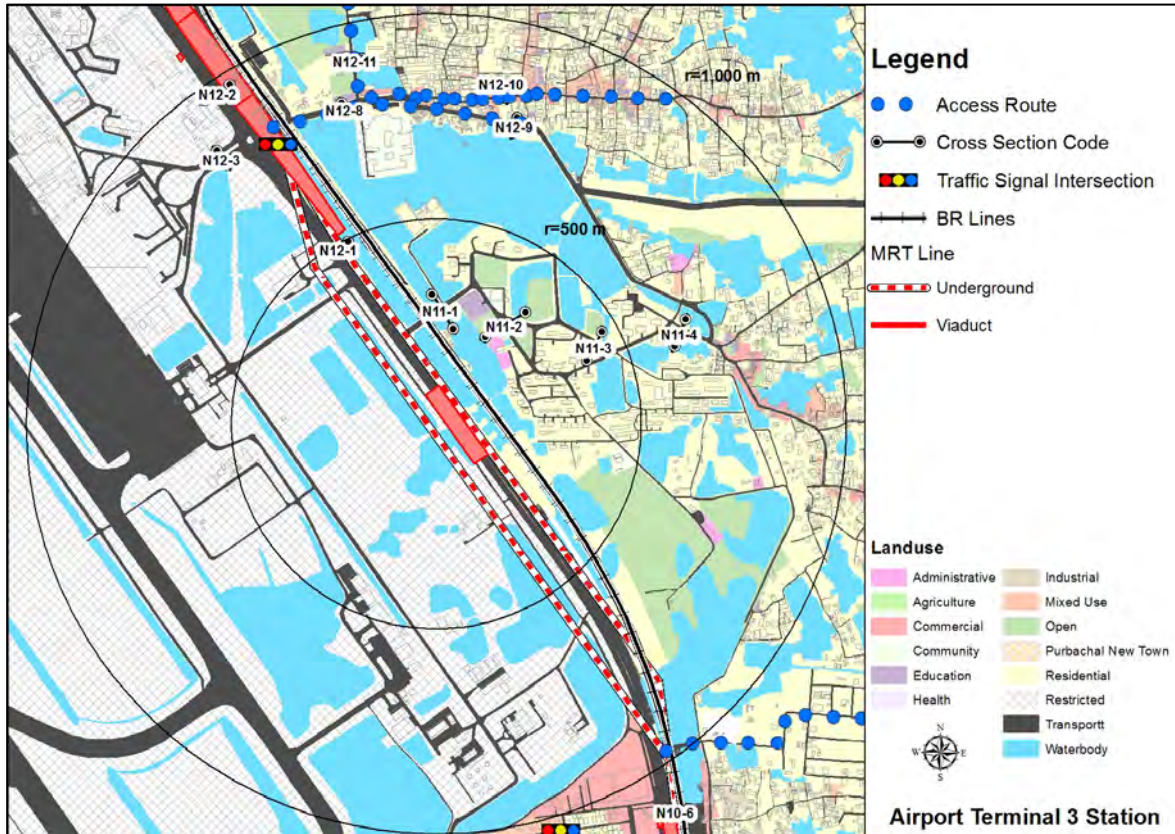 N12-11
r=1.000 m
N12-2
N12-10
N12-8
N12-9
N12-3
r=500 m
N12-1
N11-1
N11-2
N11-3
N11-4
N10-6
Legend
Access Route
Cross Section Code
Traffic Signal Intersection
BR Lines
MRT Line
Underground
Viaduct
Landuse
Administrative
Agriculture
Commercial
Community
Education
Health
Industrial
Mixed Use
Open
Purbachal New Town
Residential
Restricted
Transportt
Waterbody
N
W E
S
Airport Terminal 3 Station